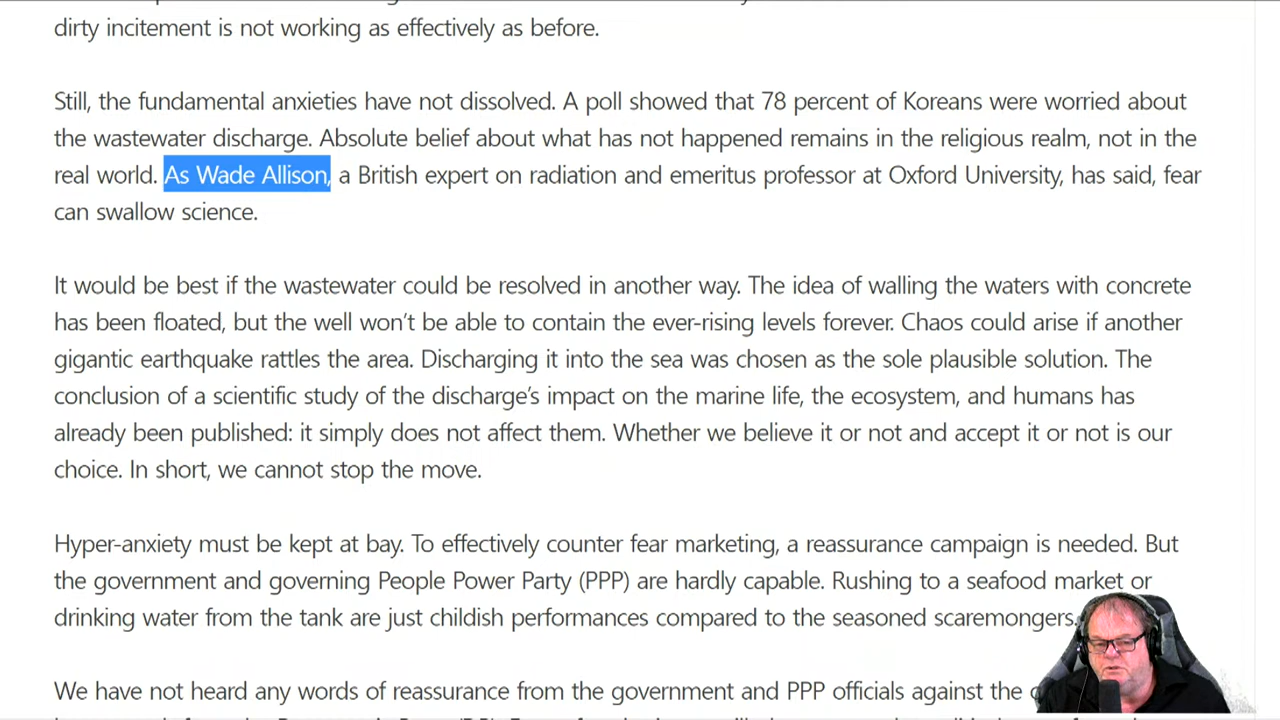 dirty incitement is not working as effectively as before.
Still, the fundamental anxieties have not dissolved. A poll showed that 78 percent of Koreans were worried about
the wastewater discharge. Absolute belief about what has not happened remains in the religious realm, not in the
real world. As Wade Allison, a British expert on radiation and emeritus professor at Oxford University, has said, fear
can swallow science.
It would be best if the wastewater could be resolved in another way. The idea of walling the waters with concrete
has been floated, but the well won’t be able to contain the ever-rising levels forever. Chaos could arise if another
gigantic earthquake rattles the area. Discharging it into the sea was chosen as the sole plausible solution. The
conclusion of a scientific study of the discharge’s impact on the marine life, the ecosystem, and humans has
already been published: it simply does not affect them. Whether we believe it or not and accept it or not is our
choice. In short, we cannot stop the move.
Hyper-anxiety must be kept at bay. To effectively counter fear marketing, a reassurance campaign is needed. But
the government and governing People Power Party (PPP) are hardly capable. Rushing to a seafood market or
drinking water from the tank are just childish performances compared to the seasoned scaremongers.
We have not heard any words of reassurance from the government and PPP officials against the